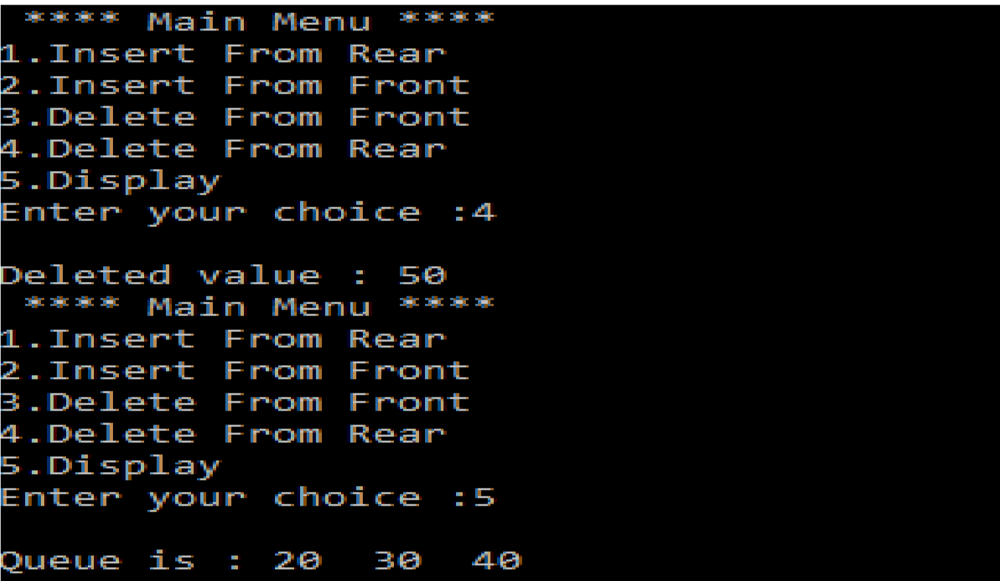 **** Main Menu ****
1.Insert From Rear
2.Insert From Front
3.Delete From Front
4.Delete From Rear
5.Display
Enter your choice :4
Deleted value : 50
**** Main Menu ****
1.Insert From Rear
2.Insert From Front
3.Delete From Front
4.Delete From Rear
5.Display
Enter your choice :5
Queue is : 20 30 40